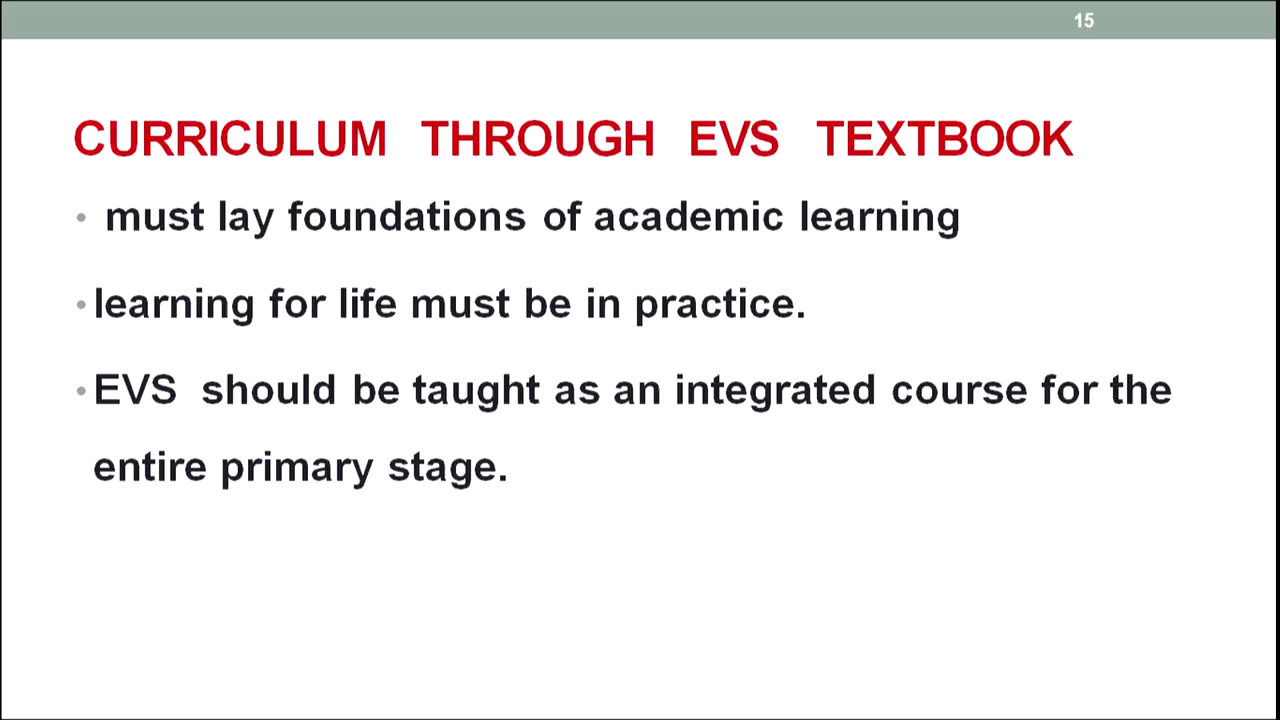 15
CURRICULUM THROUGH EVS TEXTBOOK
• must lay foundations of academic learning
• learning for life must be in practice.
• EVS should be taught as an integrated course for the
entire primary stage.